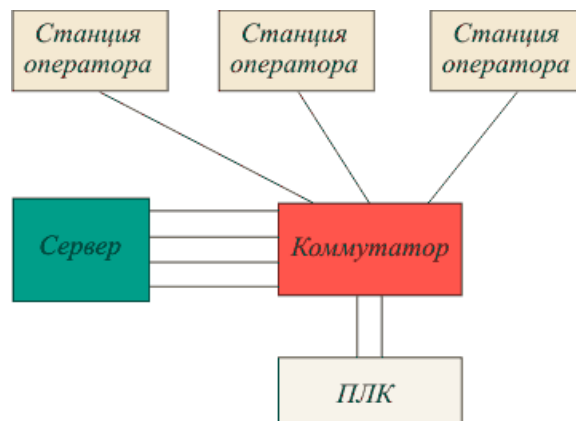 Станция
оператора
Станция
оператора
Станция
оператора
Сервер
Коммутатор
ПЛК